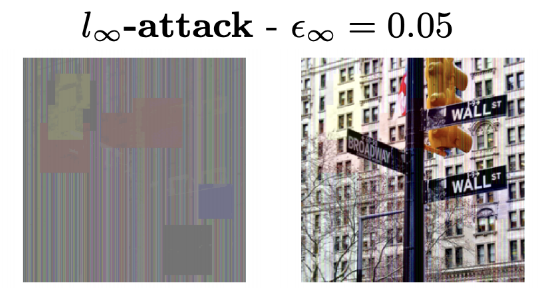 l∞-attack - ϵ∞ = 0.05
WALL ST
BROADWAY
WALL ST